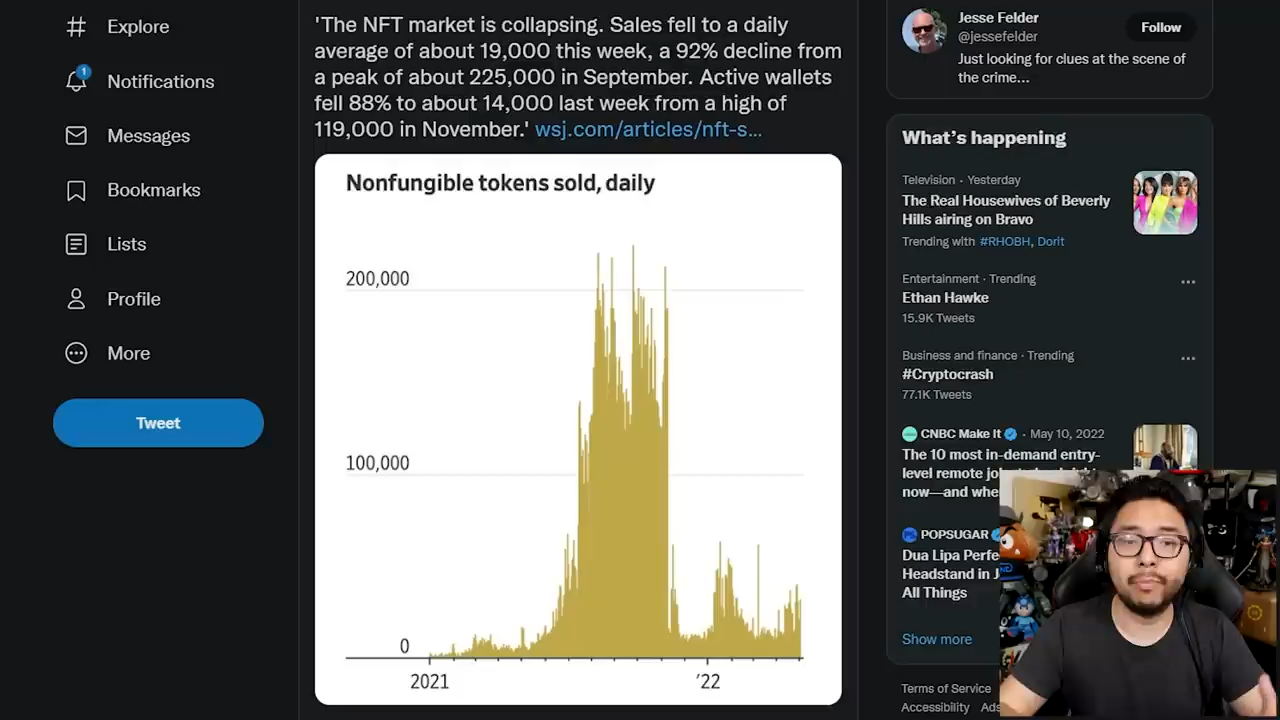 Explore
Notifications
1
Messages
Bookmarks
Lists
Profile
More
Tweet
'The NFT market is collapsing. Sales fell to a daily
average of about 19,000 this week, a 92% decline from
a peak of about 225,000 in September. Active wallets
fell 88% to about 14,000 last week from a high of
119,000 in November.' wsj.com/articles/nft-s...
Nonfungible tokens sold, daily
200,000
100,000
0
2021
'22
Jesse Felder
@jessefelder
Follow
Just looking for clues at the scene of
the crime...
What's happening
Television · Yesterday
The Real Housewives of Beverly
Hills airing on Bravo
Trending with #RHOBH, Dorit
Entertainment · Trending
Ethan Hawke
15.9K Tweets
Business and finance · Trending
#Cryptocrash
77.1K Tweets
CNBC Make It · May 10, 2022
The 10 most in-demand entry-
level remote
now—and
POPSUGAR
Dua Lipa
Headstand in
All Things
Show more
Terms of Service
Accessibility